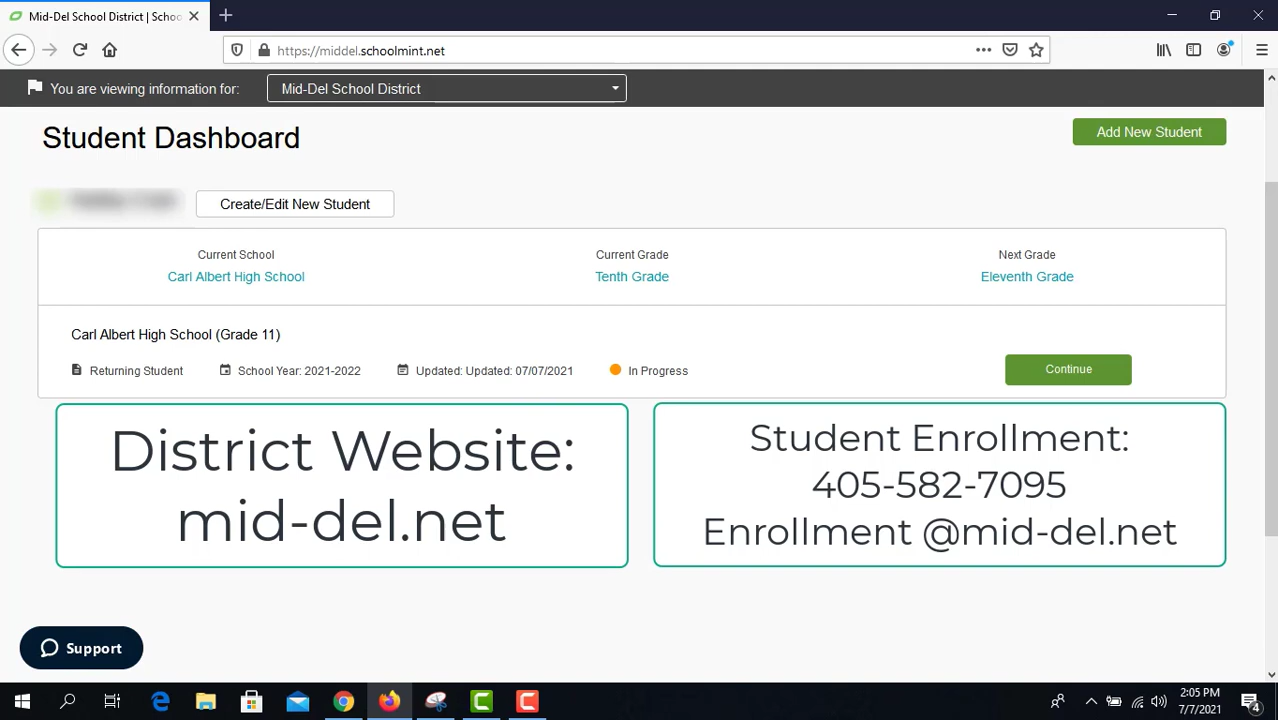 Mid-Del School District | Schoo
https://middel.schoolmint.net
You are viewing information for:
Mid-Del School District
Student Dashboard
Add New Student
Create/Edit New Student
Current School
Current Grade
Next Grade
Carl Albert High School
Tenth Grade
Eleventh Grade
Carl Albert High School (Grade 11)
Returning Student
School Year: 2021-2022
Updated: Updated: 07/07/2021
In Progress
Continue
District Website:
mid-del.net
Student Enrollment:
405-582-7095
Enrollment @mid-del.net
Support
2:05 PM
7/7/2021
4